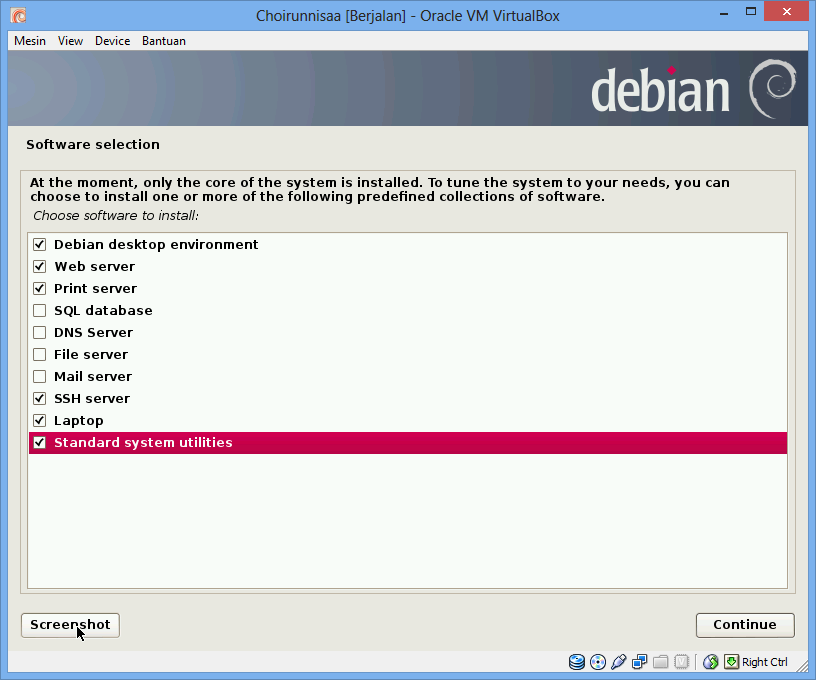 Choirunnisaa [Berjalan] - Oracle VM VirtualBox
Mesin View Device Bantuan
debian
Software selection
At the moment, only the core of the system is installed. To tune the system to your needs, you can
choose to install one or more of the following predefined collections of software.
Choose software to install:
Debian desktop environment
Web server
Print server
SQL database
DNS Server
File server
Mail server
SSH server
Laptop
Standard system utilities
Screenshot Continue
Right Ctrl